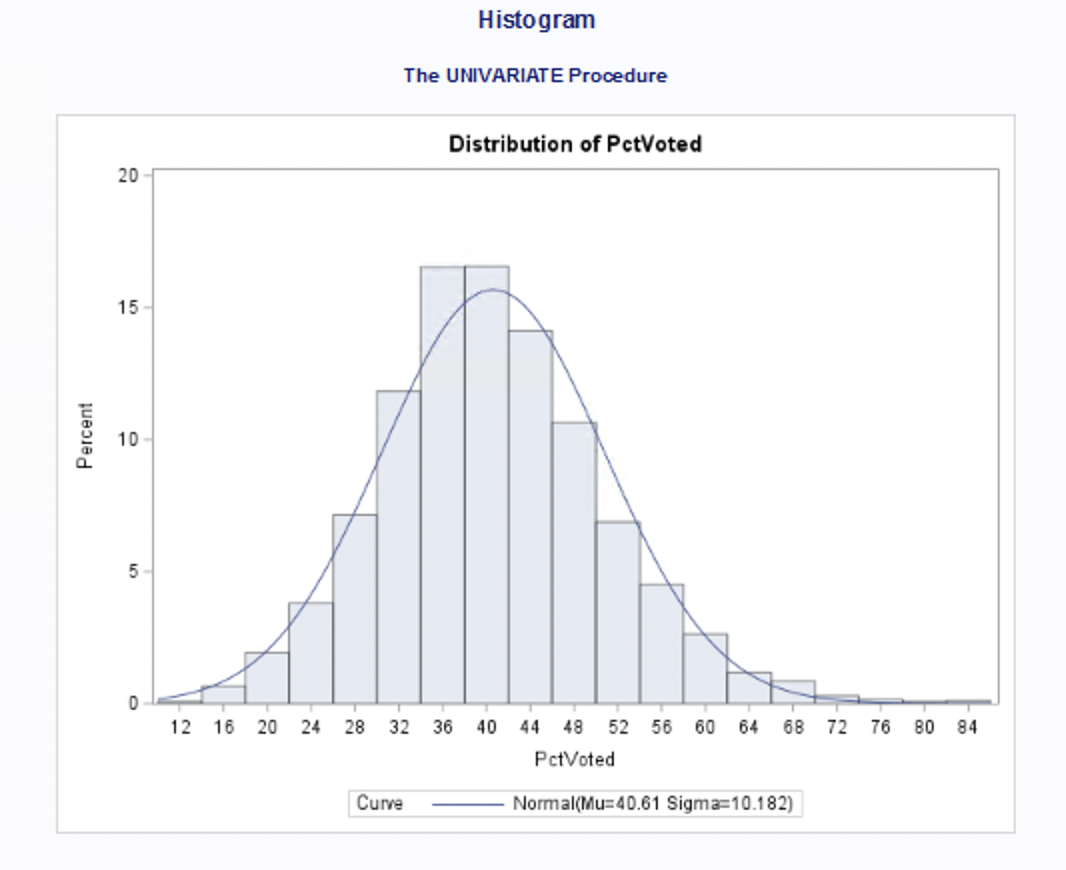 Histogram
The UNIVARIATE Procedure
Distribution of PctVoted
20
15
10
5
0
Percent
12 16 20 24 28 32 36 40 44 48 52 56 60 64 68 72 76 80 84
PctVoted
Curve Normal(Mu=40.61 Sigma=10.182)